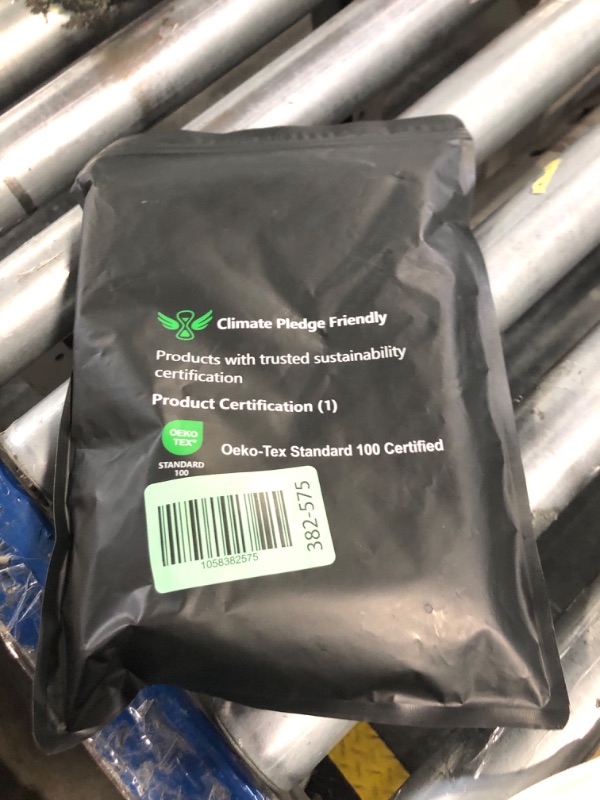 Climate Pledge Friendly
Products with trusted sustainability
certification
Product Certification (1)
OEKO
TEX®
STANDARD
100
Oeko-Tex Standard 100 Certified
1058382575
382-575